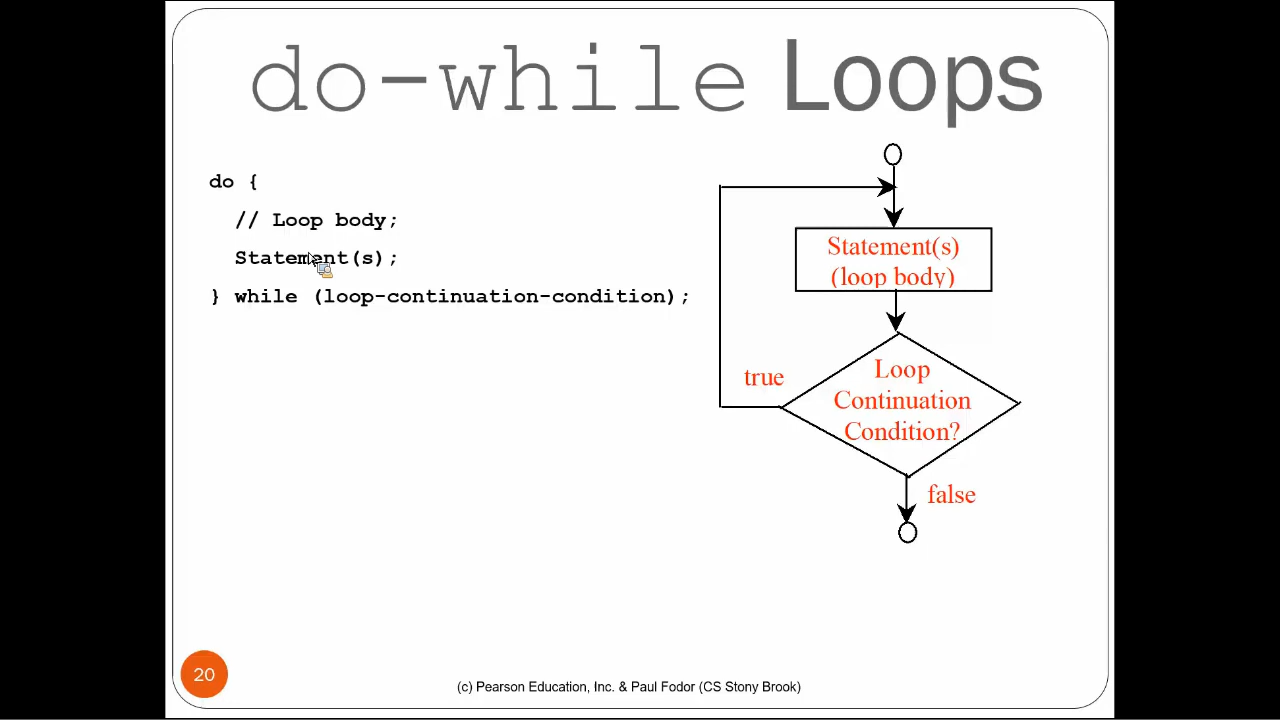 do-while Loops
do {
// Loop body;
Statement(s);
} while (loop-continuation-condition);
Statement(s)
(loop body)
true
Loop
Continuation
Condition?
false
20
(c) Pearson Education, Inc. & Paul Fodor (CS Stony Brook)